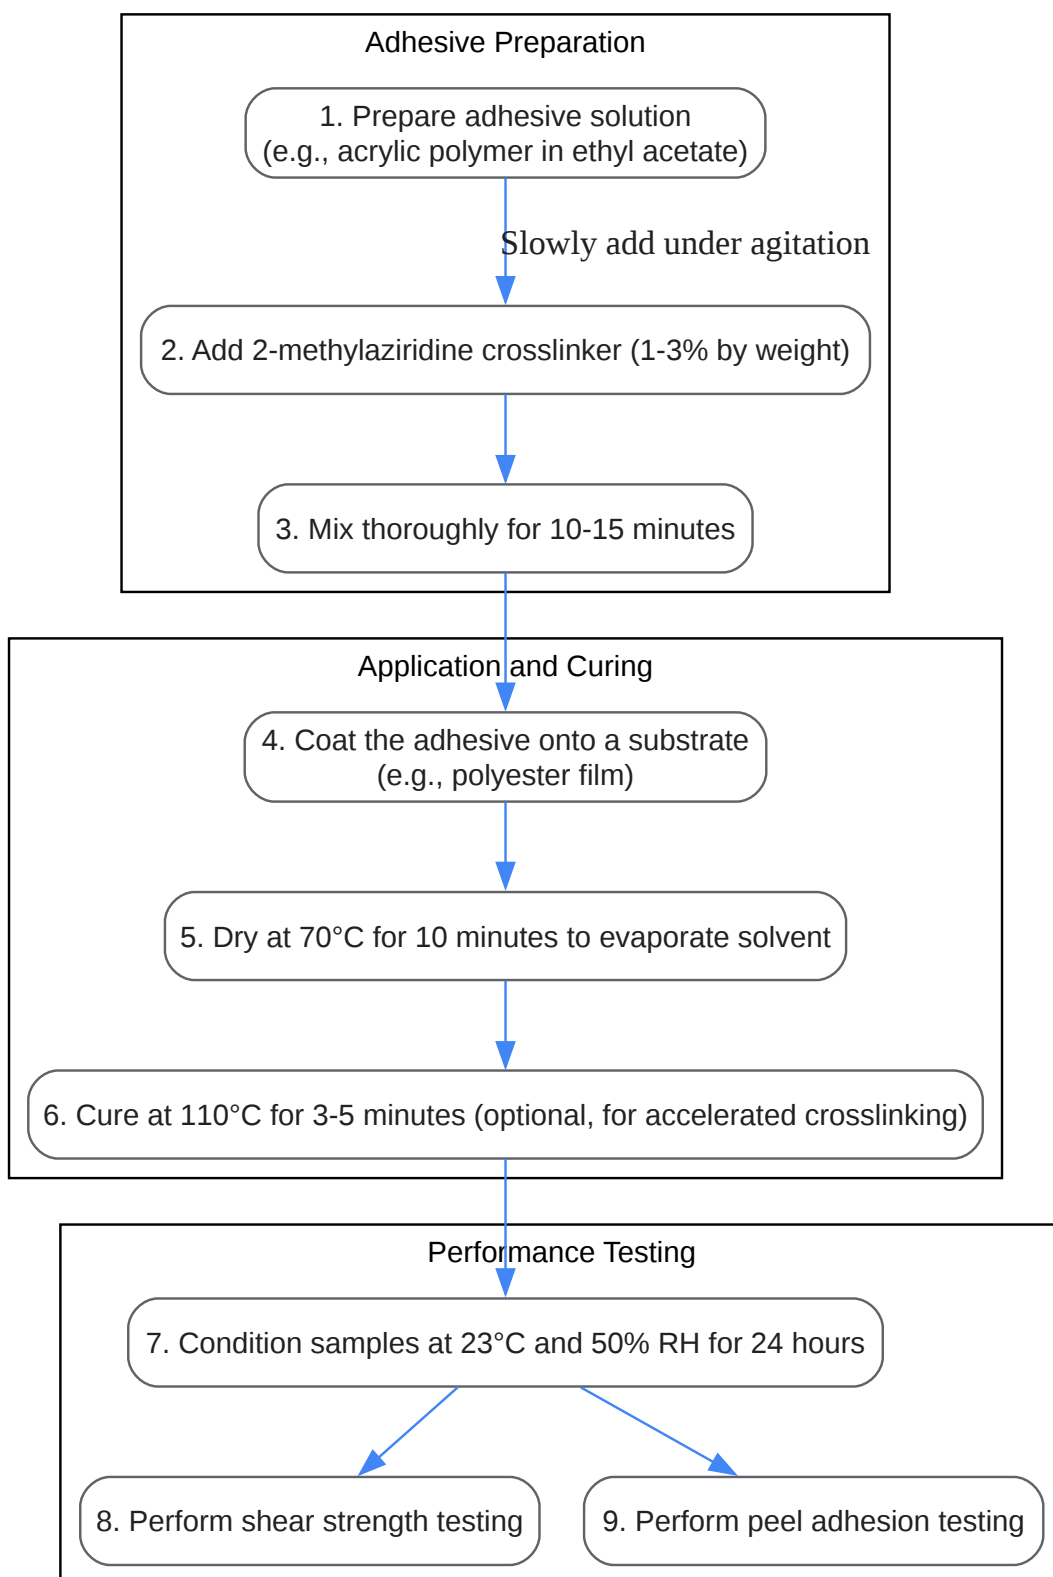 Adhesive Preparation
1. Prepare adhesive solution
(e.g., acrylic polymer in ethyl acetate)
Slowly add under agitation
2. Add 2-methylaziridine crosslinker (1-3% by weight)
3. Mix thoroughly for 10-15 minutes
Application and Curing
4. Coat the adhesive onto a substrate
(e.g., polyester film)
5. Dry at 70°C for 10 minutes to evaporate solvent
6. Cure at 110°C for 3-5 minutes (optional, for accelerated crosslinking)
Performance Testing
7. Condition samples at 23°C and 50% RH for 24 hours
8. Perform shear strength testing
9. Perform peel adhesion testing